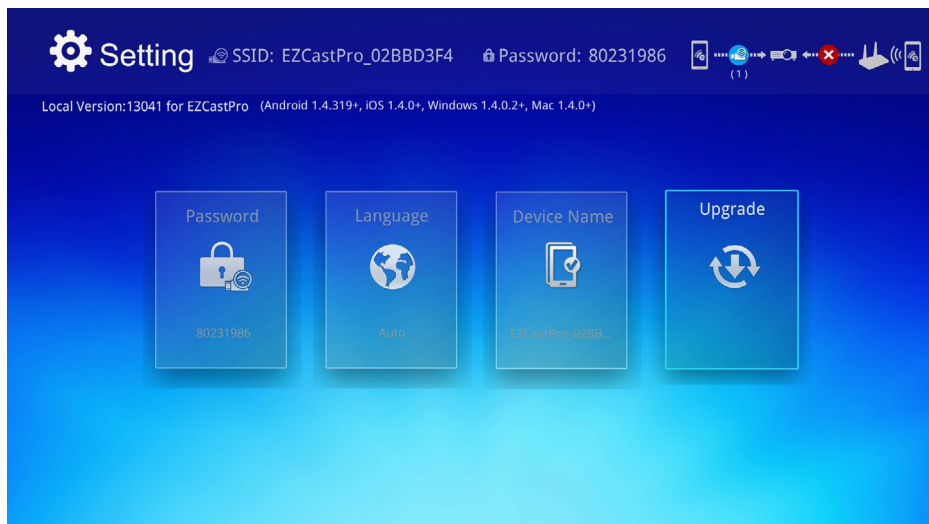 Setting SSID: EZCastPro_02BBD3F4 Password: 80231986
(1)
Local Version:13041 for EZCastPro (Android 1.4.319+, iOS 1.4.0+, Windows 1.4.0.2+, Mac 1.4.0+)
Password
80231986
Language
Auto
Device Name
EZCastPro_02BB...
Upgrade